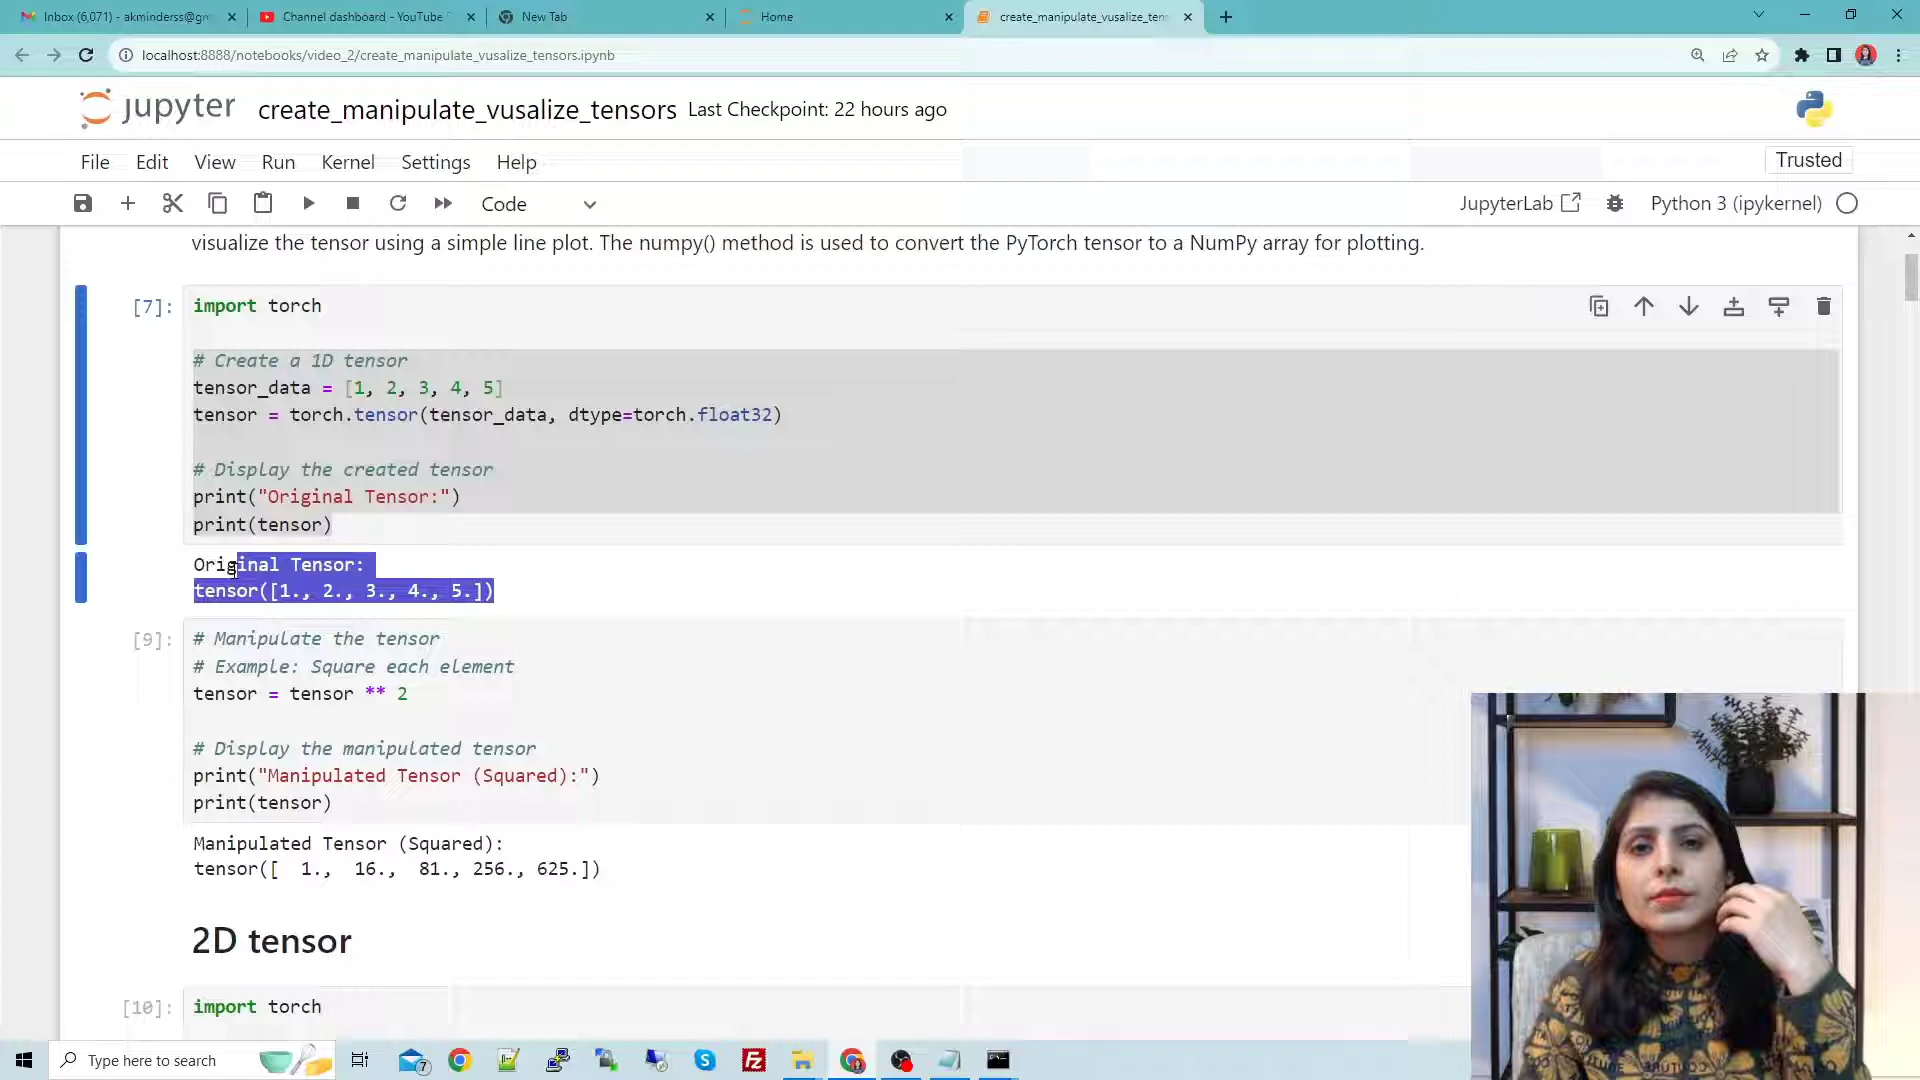 Inbox (6,071) - akminderss@gm
Channel dashboard - YouTube
New Tab
Home
create_manipulate_vusalize_tens
localhost:8888/notebooks/video_2/create_manipulate_vusalize_tensors.ipynb
jupyter create_manipulate_vusalize_tensors Last Checkpoint: 22 hours ago
File Edit View Run Kernel Settings Help Trusted
Code JupyterLab Python 3 (ipykernel)
visualize the tensor using a simple line plot. The numpy() method is used to convert the PyTorch tensor to a NumPy array for plotting.
[7]: import torch
# Create a 1D tensor
tensor_data = [1, 2, 3, 4, 5]
tensor = torch.tensor(tensor_data, dtype=torch.float32)
# Display the created tensor
print("Original Tensor:")
print(tensor)
Original Tensor:
tensor([1., 2., 3., 4., 5.])
[9]: # Manipulate the tensor
# Example: Square each element
tensor = tensor ** 2
# Display the manipulated tensor
print("Manipulated Tensor (Squared):")
print(tensor)
Manipulated Tensor (Squared):
tensor([  1.,  16.,  81., 256., 625.])
2D tensor
[10]: import torch
Type here to search
7